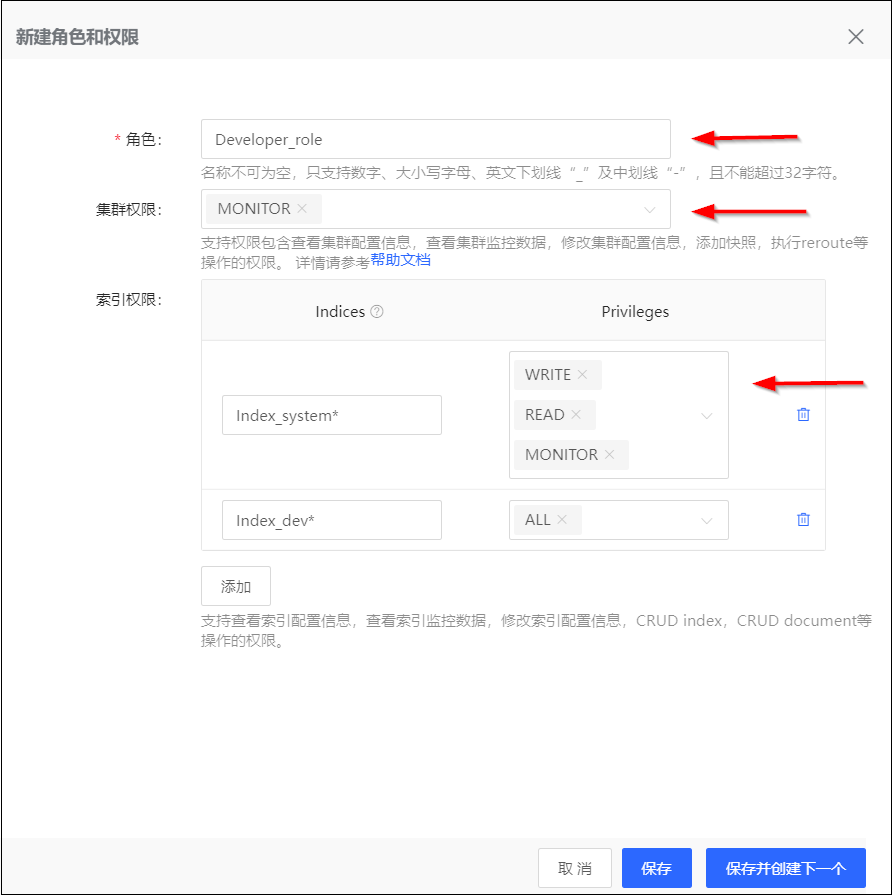 新建角色和权限
* 角色:
Developer_role
名称不可为空，只支持数字、大小写字母、英文下划线“_”及中划线“-”，且不能超过32字符。
集群权限:
MONITOR
支持权限包含查看集群配置信息，查看集群监控数据，修改集群配置信息，添加快照，执行reroute等
操作的权限。 详情请参考帮助文档
索引权限:
Indices ?
Privileges
Index_system*
WRITE
READ
MONITOR
Index_dev*
ALL
添加
支持查看索引配置信息，查看索引监控数据，修改索引配置信息，CRUD index，CRUD document等
操作的权限。
取 消
保存
保存并创建下一个